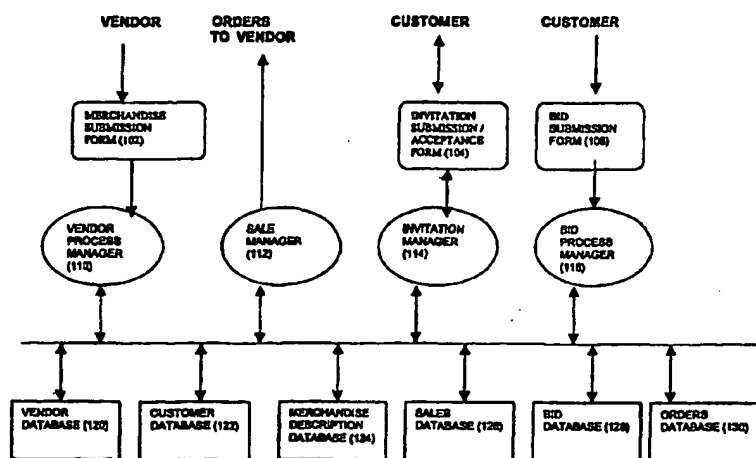 VENDOR
ORDERS
TO VENDOR
CUSTOMER
CUSTOMER
MERCHANDISE
SUBMISSION
FORM (102)
INVITATION
SUBMISSION /
ACCEPTANCE
FORM (104)
BID
SUBMISSION
FORM (106)
VENDOR
PROCESS
MANAGER
(110)
SALE
MANAGER
(112)
INVITATION
MANAGER
(114)
BID
PROCESS
MANAGER
(116)
VENDOR
DATABASE (120)
CUSTOMER
DATABASE (122)
MERCHANDISE
DESCRIPTION
DATABASE (124)
SALES
DATABASE (126)
BID
DATABASE (128)
ORDERS
DATABASE (130)